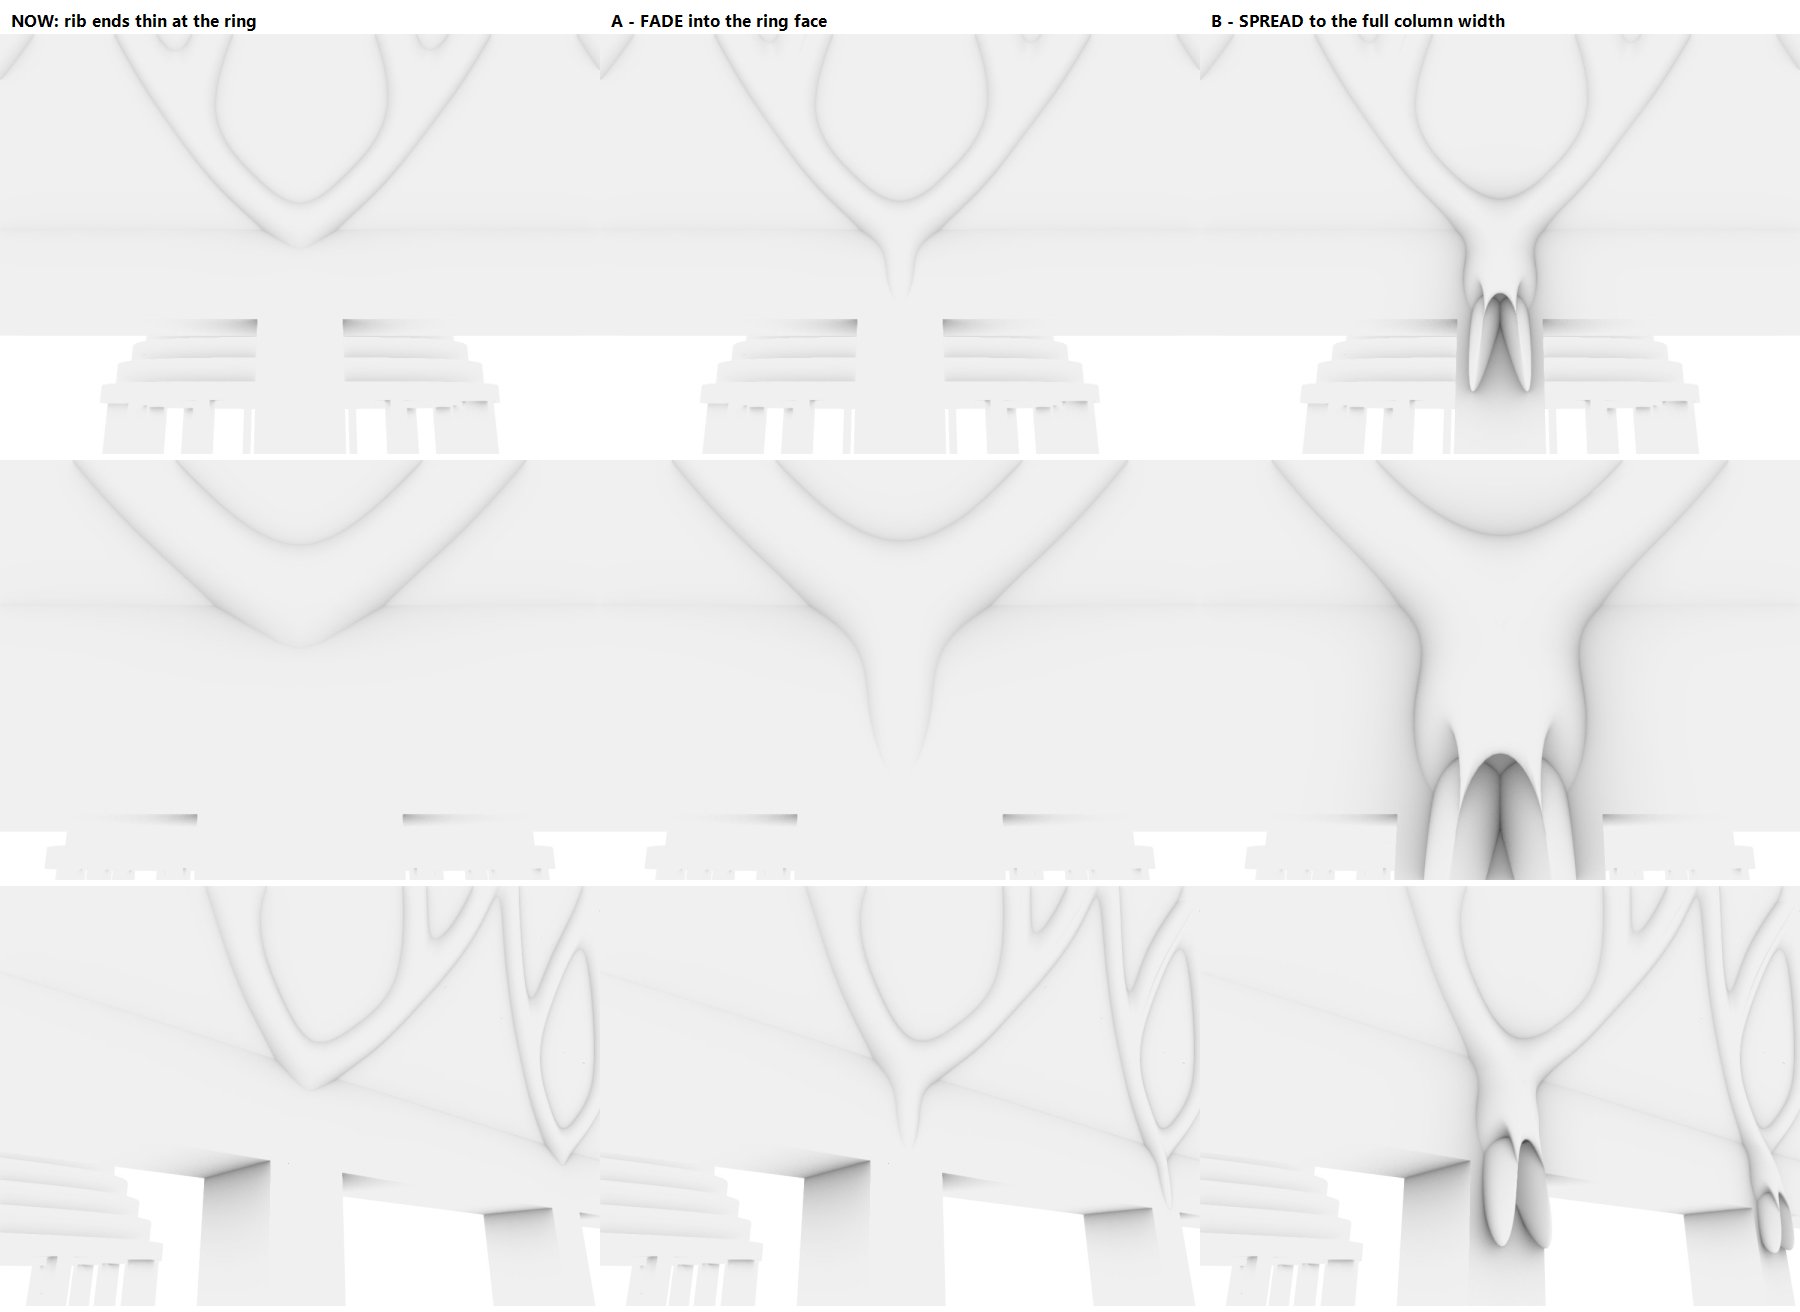 NOW: rib ends thin at the ring
A - FADE into the ring face
B - SPREAD to the full column width